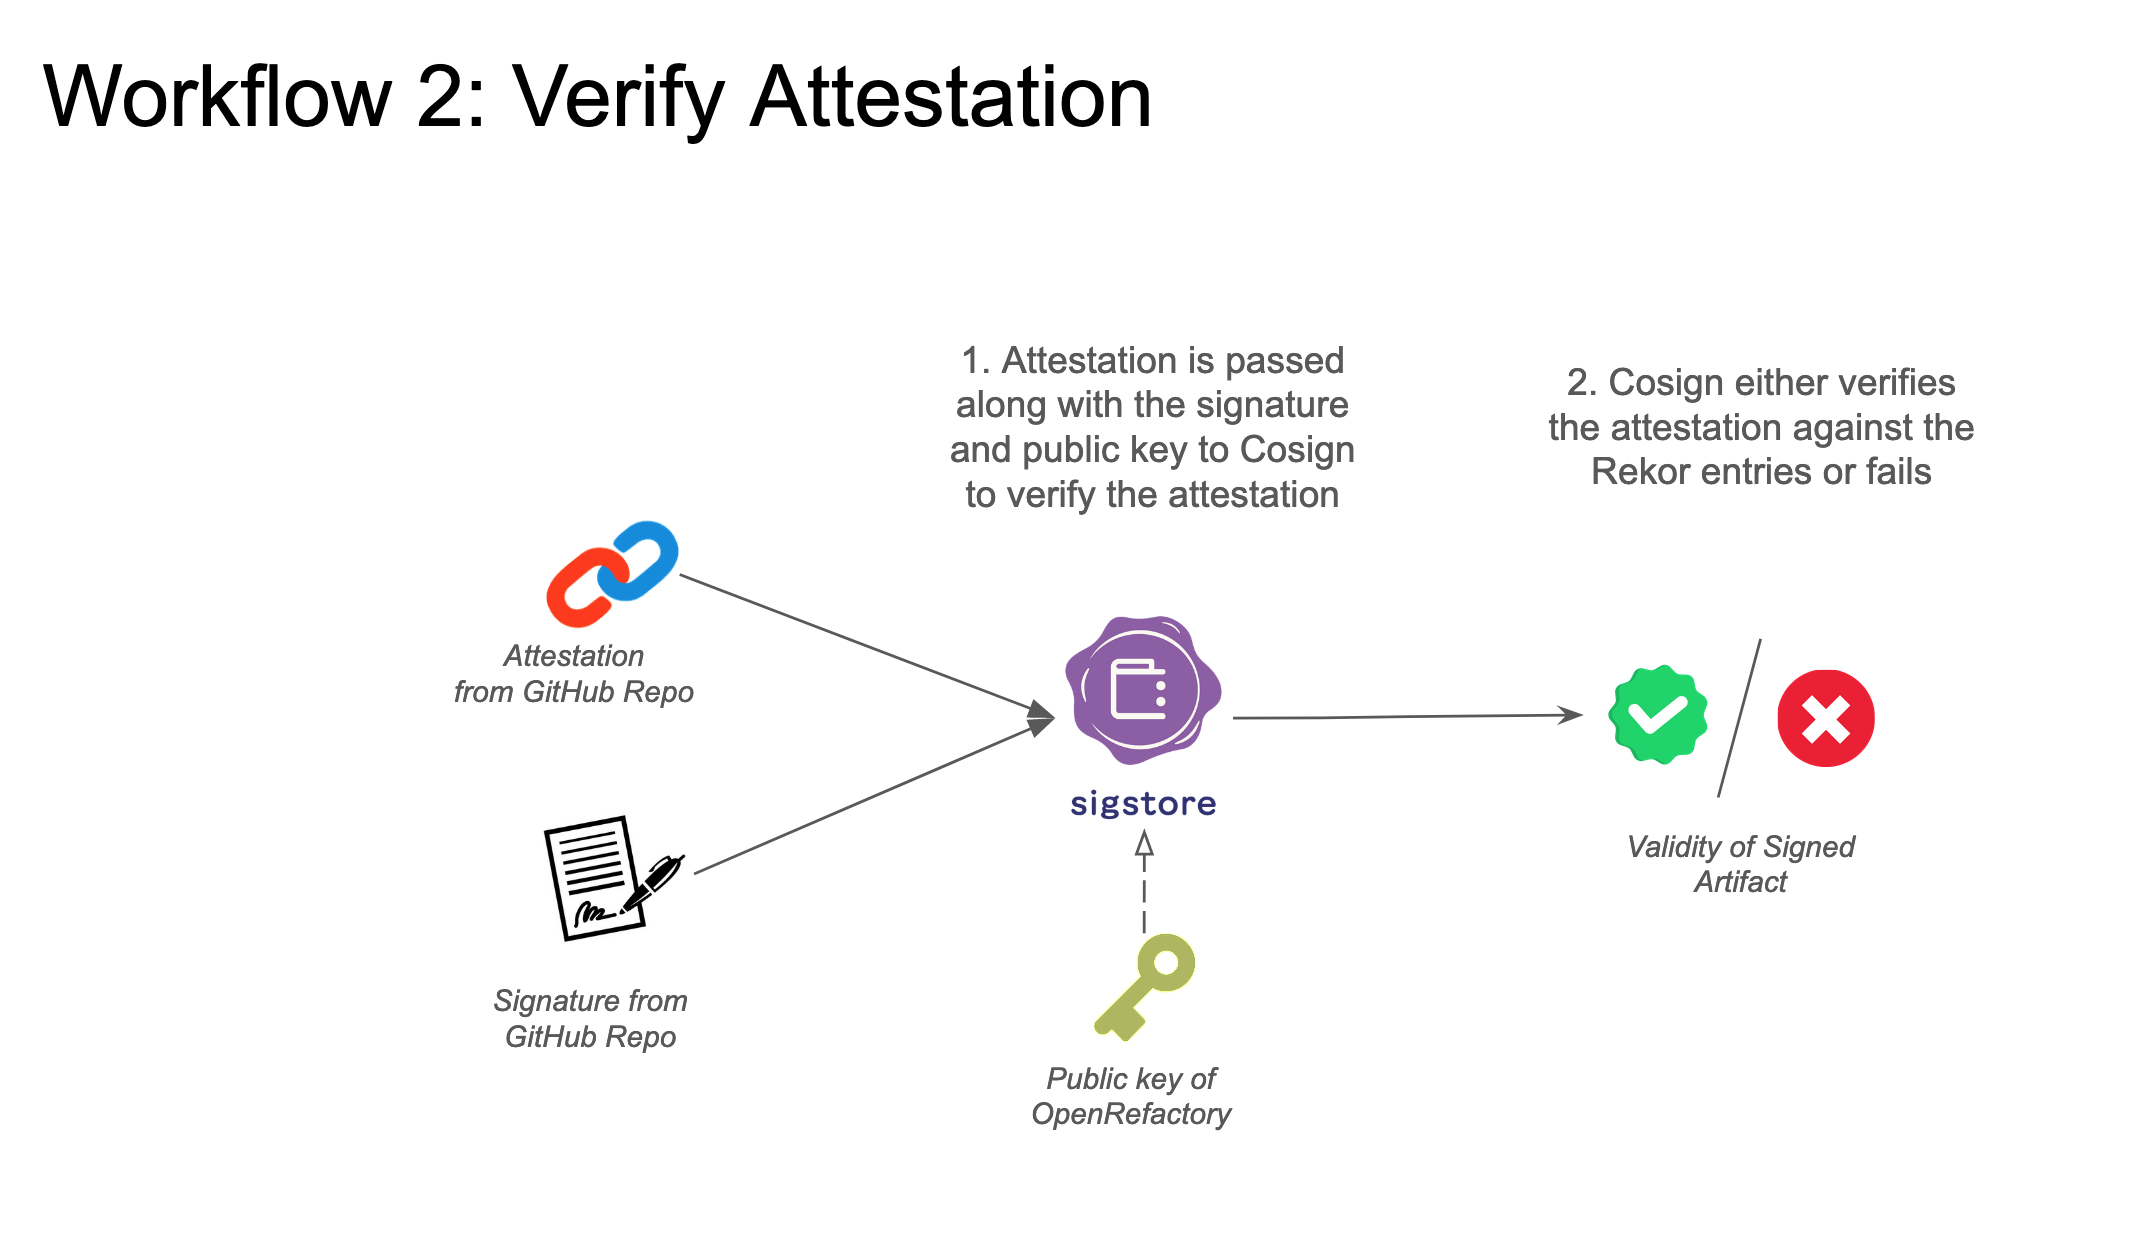 Workflow 2: Verify Attestation
1. Attestation is passed
along with the signature
and public key to Cosign
to verify the attestation
2. Cosign either verifies
the attestation against the
Rekor entries or fails
Attestation
from GitHub Repo
sigstore
Validity of Signed
Artifact
Signature from
GitHub Repo
Public key of
OpenRefactory